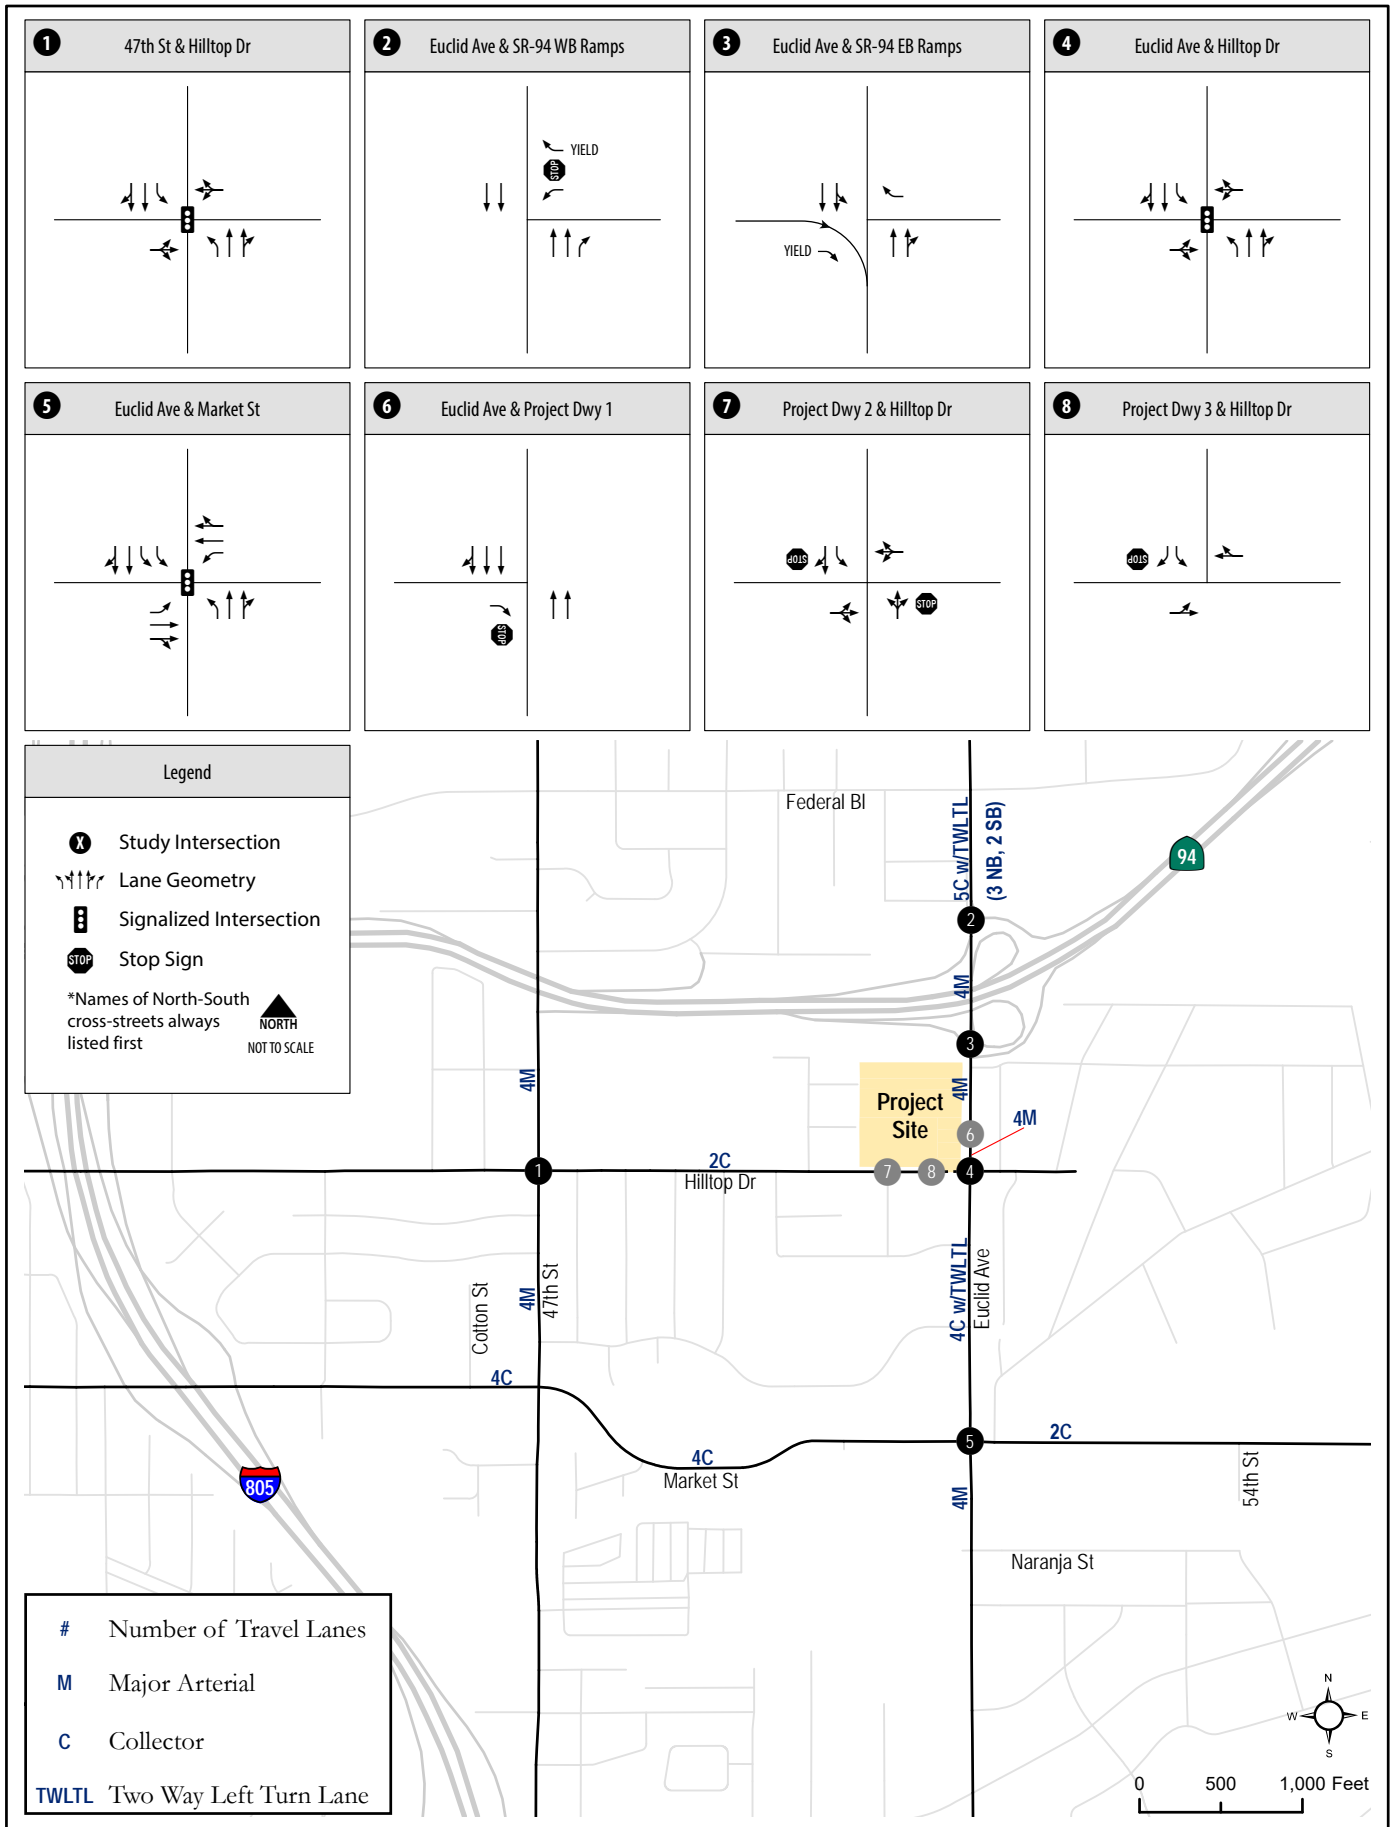 1 47th St & Hilltop Dr
2 Euclid Ave & SR-94 WB Ramps
3 Euclid Ave & SR-94 EB Ramps
4 Euclid Ave & Hilltop Dr
YIELD
STOP
YIELD
5 Euclid Ave & Market St
6 Euclid Ave & Project Dwy 1
7 Project Dwy 2 & Hilltop Dr
8 Project Dwy 3 & Hilltop Dr
STOP
STOP
STOP
STOP
Legend
X Study Intersection
Lane Geometry
Signalized Intersection
STOP Stop Sign
*Names of North-South
cross-streets always
listed first
NORTH
NOT TO SCALE
Federal Bl
5C w/TWLTL
(3 NB, 2 SB)
94
2
4M
3
4M
4M
Project
Site
6
4M
1
2C
Hilltop Dr
7
8
4
4M
47th St
Cotton St
4C w/TWLTL
Euclid Ave
4C
4C
Market St
5
2C
54th St
805
4M
Naranja St
# Number of Travel Lanes
M Major Arterial
C Collector
TWLTL Two Way Left Turn Lane
N
W
E
S
0 500 1,000 Feet